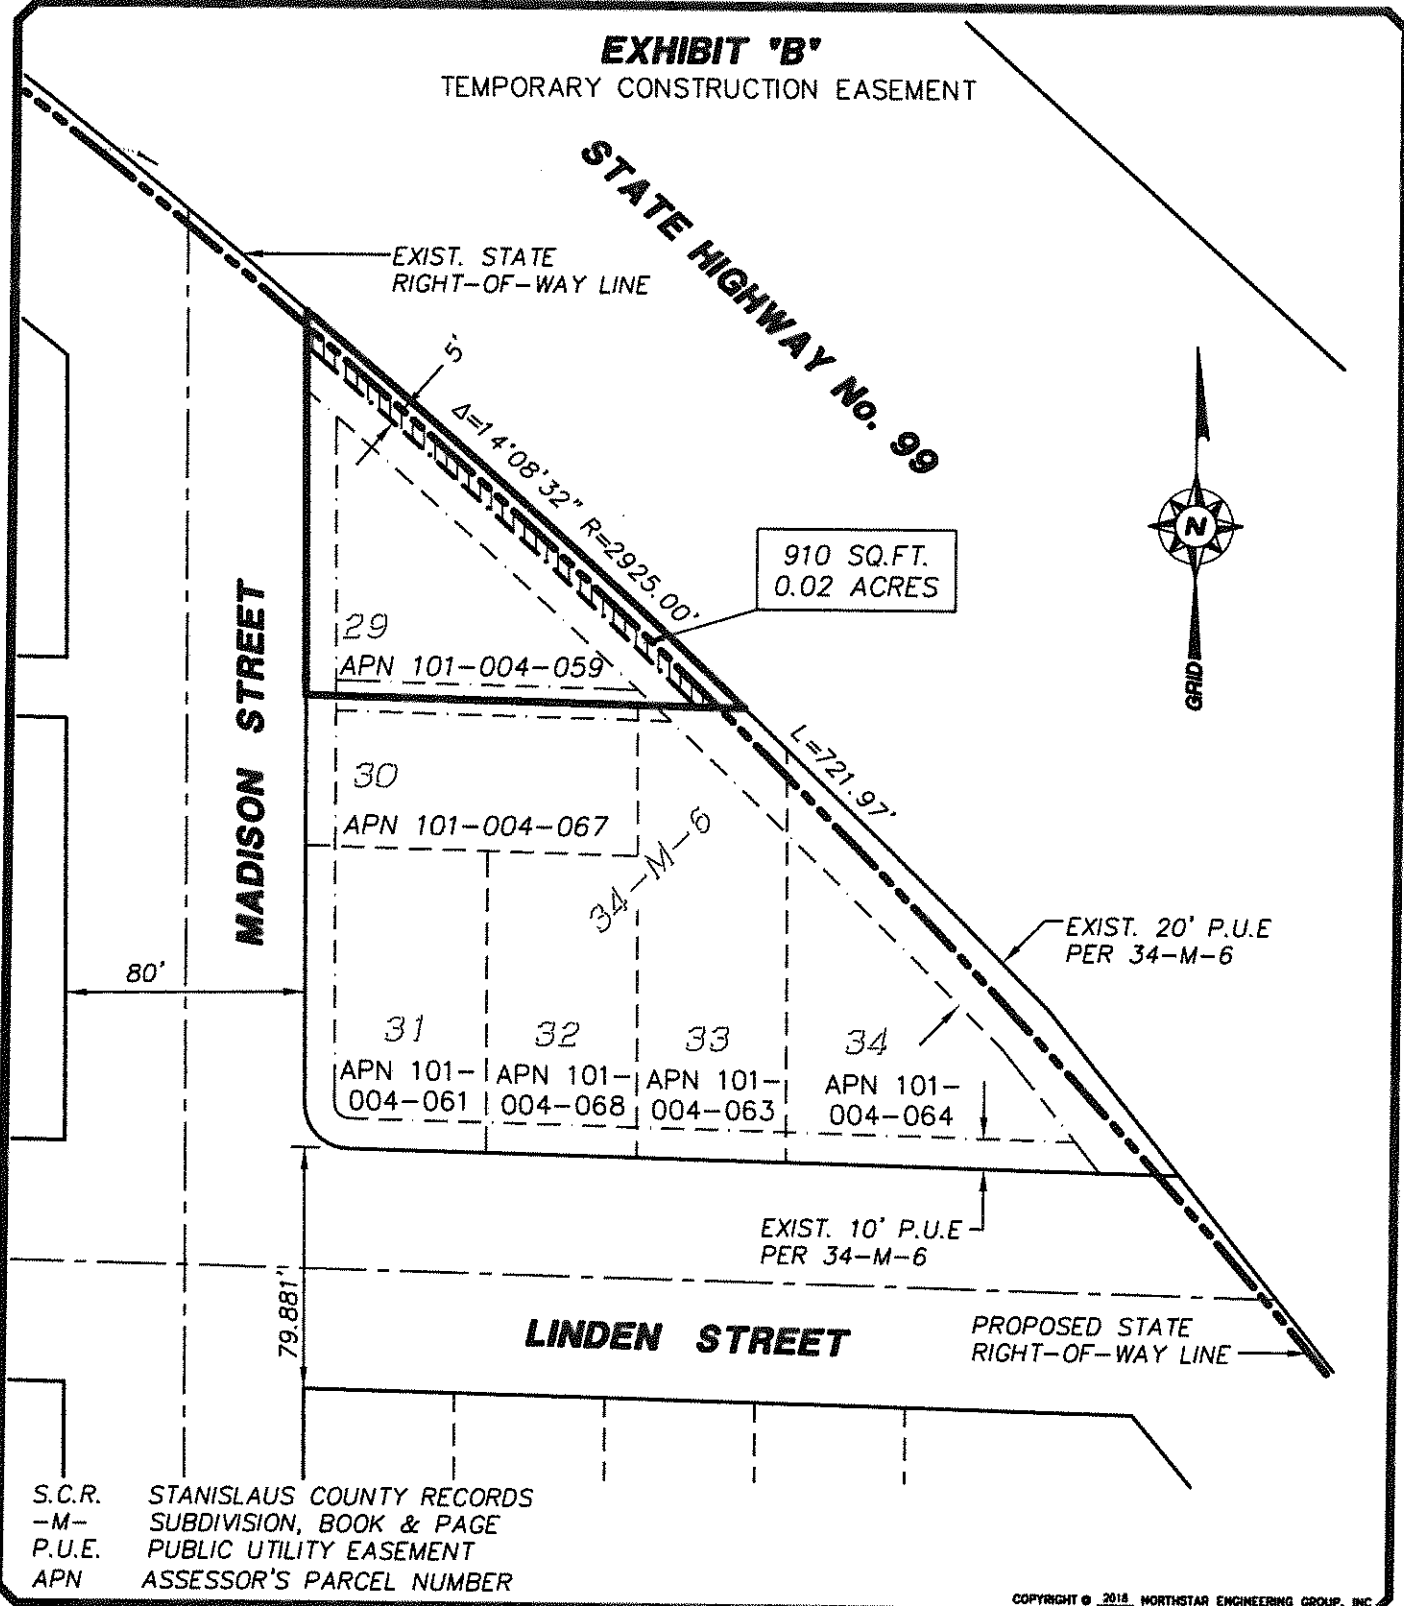 EXHIBIT "B"
TEMPORARY CONSTRUCTION EASEMENT
STATE HIGHWAY No. 99
EXIST. STATE
RIGHT-OF-WAY LINE
5'
Δ=14°08'32" R=2925.00'
L=721.97'
910 SQ.FT.
0.02 ACRES
N
GRID
MADISON STREET
29
APN 101-004-059
30
APN 101-004-067
34-M-6
EXIST. 20' P.U.E
PER 34-M-6
80'
31
APN 101-
004-061
32
APN 101-
004-068
33
APN 101-
004-063
34
APN 101-
004-064
EXIST. 10' P.U.E
PER 34-M-6
79.881'
LINDEN STREET
PROPOSED STATE
RIGHT-OF-WAY LINE
S.C.R. STANISLAUS COUNTY RECORDS
-M- SUBDIVISION, BOOK & PAGE
P.U.E. PUBLIC UTILITY EASEMENT
APN ASSESSOR'S PARCEL NUMBER
COPYRIGHT © 2018 NORTHSTAR ENGINEERING GROUP, INC.